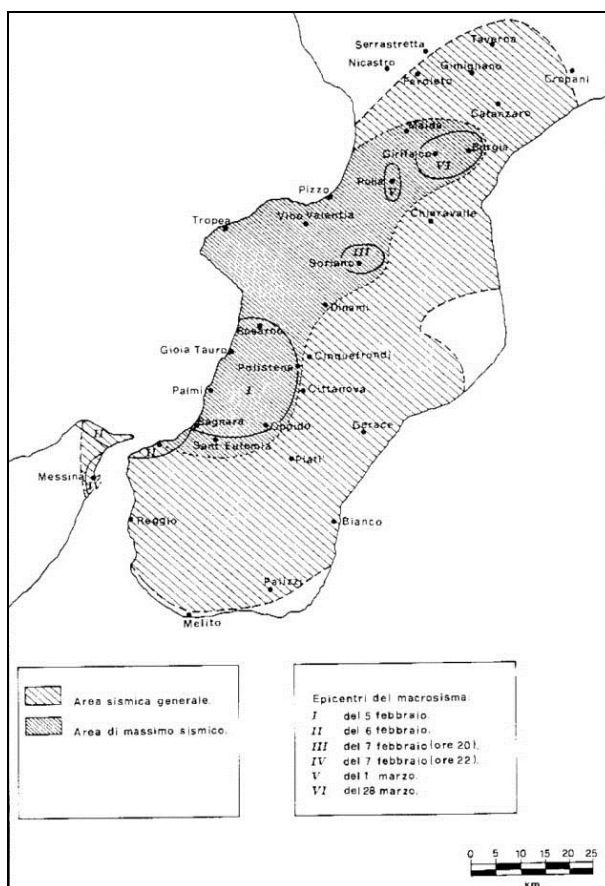 Taverna
Serrastretta
Nicastro
Gimigliano
Feroleto
Cropani
Catanzaro
Maida
Girifalco
Borgia
VI
Polia
V
Pizzo
Vibo Valentia
Tropea
Chiaravalle
III
Soriano
Dinami
Rosarno
Gioia Tauro
Cinquefrondi
Polistena
Palmi
I
Cittanova
Bagnara
Oppido
Gerace
II
II
Sant'Eufemia
Messina
IV
Platì
Reggio
Bianco
Palizzi
Melito
Area sismica generale.
Area di massimo sismico.
Epicentri del macrosisma:
I del 5 febbraio.
II del 6 febbraio.
III del 7 febbraio (ore 20).
IV del 7 febbraio (ore 22).
V del 1 marzo.
VI del 28 marzo.
0 5 10 15 20 25
km